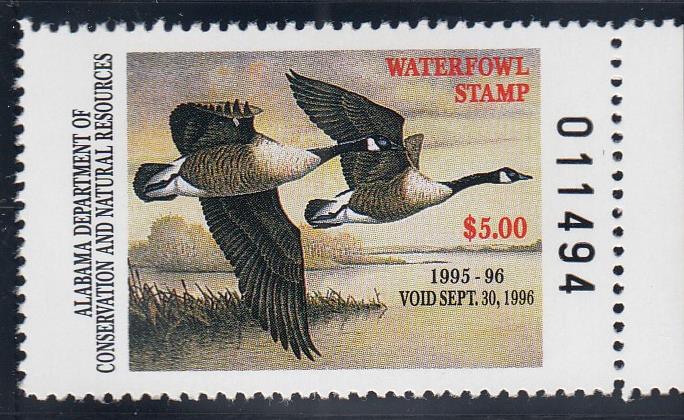 ALABAMA DEPARTMENT OF
CONSERVATION AND NATURAL RESOURCES
WATERFOWL
STAMP
$5.00
1995 - 96
VOID SEPT. 30, 1996
011494